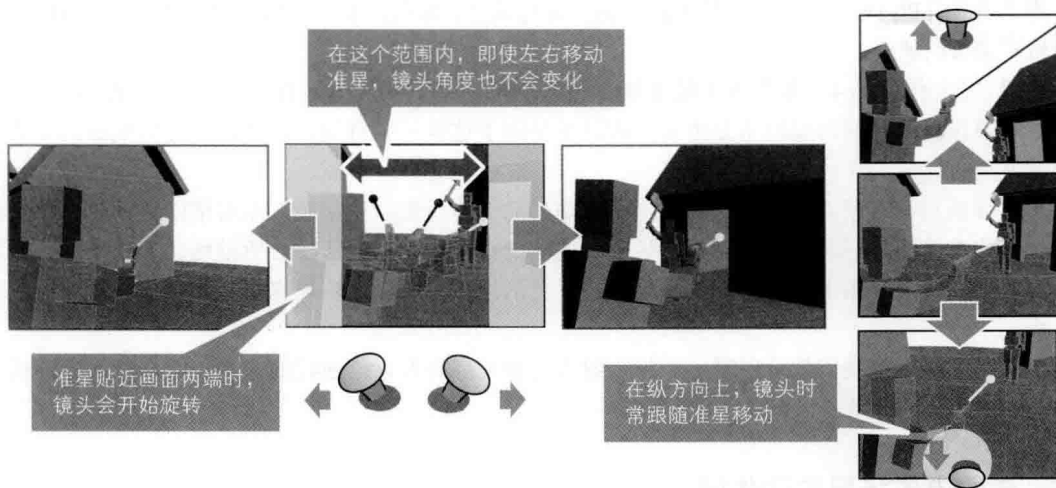 在这个范围内，即使左右移动
准星，镜头角度也不会变化
准星贴近画面两端时，
镜头会开始旋转
在纵方向上，镜头时
常跟随准星移动